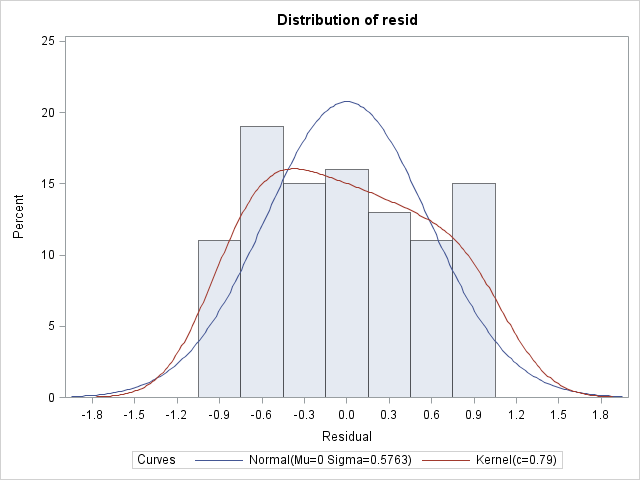 Distribution of resid
25
20
15
10
5
0
Percent
-1.8 -1.5 -1.2 -0.9 -0.6 -0.3 0.0 0.3 0.6 0.9 1.2 1.5 1.8
Residual
Curves Normal(Mu=0 Sigma=0.5763) Kernel(c=0.79)